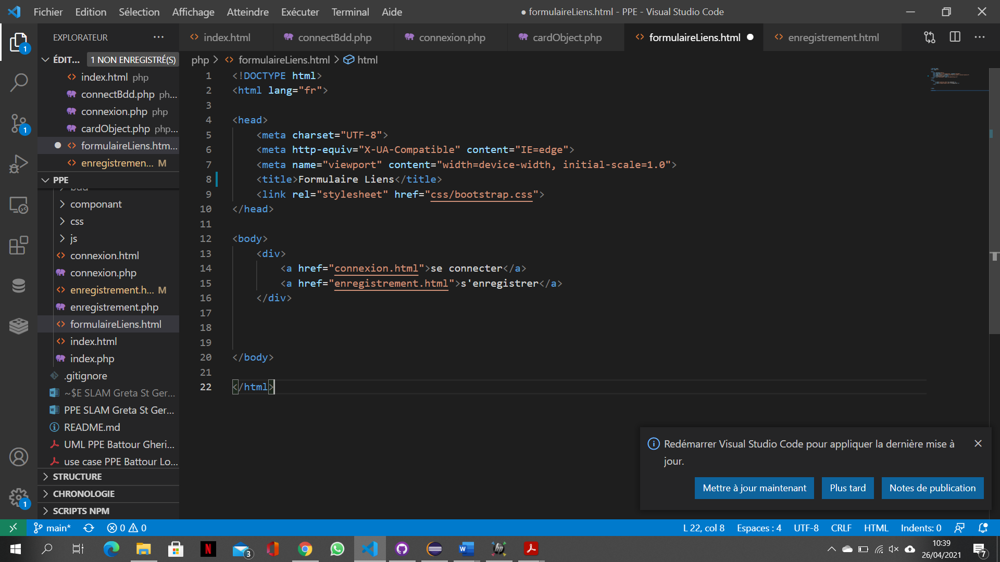 Fichier Edition Sélection Affichage Atteindre Exécuter Terminal Aide
● formulaireLiens.html - PPE - Visual Studio Code
EXPLORATEUR ···
index.html connectBdd.php connexion.php cardObject.php formulaireLiens.html ● enregistrement.html
php > formulaireLiens.html > html
1
ÉDIT... 1 NON ENREGISTRÉ(S)
index.html php
connectBdd.php ph...
connexion.php php
cardObject.php php...
● formulaireLiens.htm...
enregistremen... M
PPE
componant
css
js
connexion.html
connexion.php
enregistrement.h... M
enregistrement.php
formulaireLiens.html
index.html
index.php
.gitignore
~$E SLAM Greta St Ger...
PPE SLAM Greta St Ger...
README.md
UML PPE Battour Gheri...
use case PPE Battour Lo...
STRUCTURE
CHRONOLOGIE
SCRIPTS NPM
1
1
1 <!DOCTYPE html>
2 <html lang="fr">
3
4 <head>
5 <meta charset="UTF-8">
6 <meta http-equiv="X-UA-Compatible" content="IE=edge">
7 <meta name="viewport" content="width=device-width, initial-scale=1.0">
8 <title>Formulaire Liens</title>
9 <link rel="stylesheet" href="css/bootstrap.css">
10 </head>
11
12 <body>
13 <div>
14 <a href="connexion.html">se connecter</a>
15 <a href="enregistrement.html">s'enregistrer</a>
16 </div>
17
18
19
20 </body>
21
22 </html>
Redémarrer Visual Studio Code pour appliquer la dernière mise à
jour.
Mettre à jour maintenant Plus tard Notes de publication
main* 0 0 L 22, col 8 Espaces : 4 UTF-8 CRLF HTML Indents: 0
N 3 W hp
10:39
26/04/2021
7